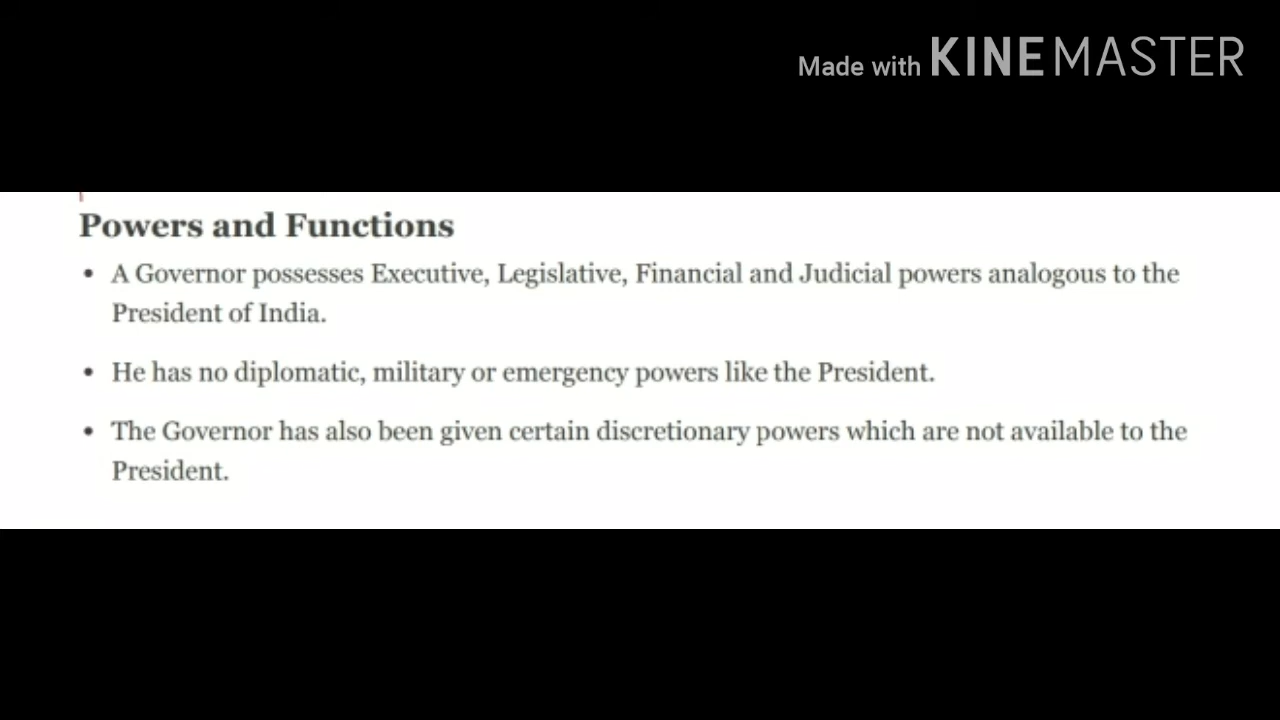 Made with KINEMASTER
Powers and Functions
• A Governor possesses Executive, Legislative, Financial and Judicial powers analogous to the
President of India.
• He has no diplomatic, military or emergency powers like the President.
• The Governor has also been given certain discretionary powers which are not available to the
President.